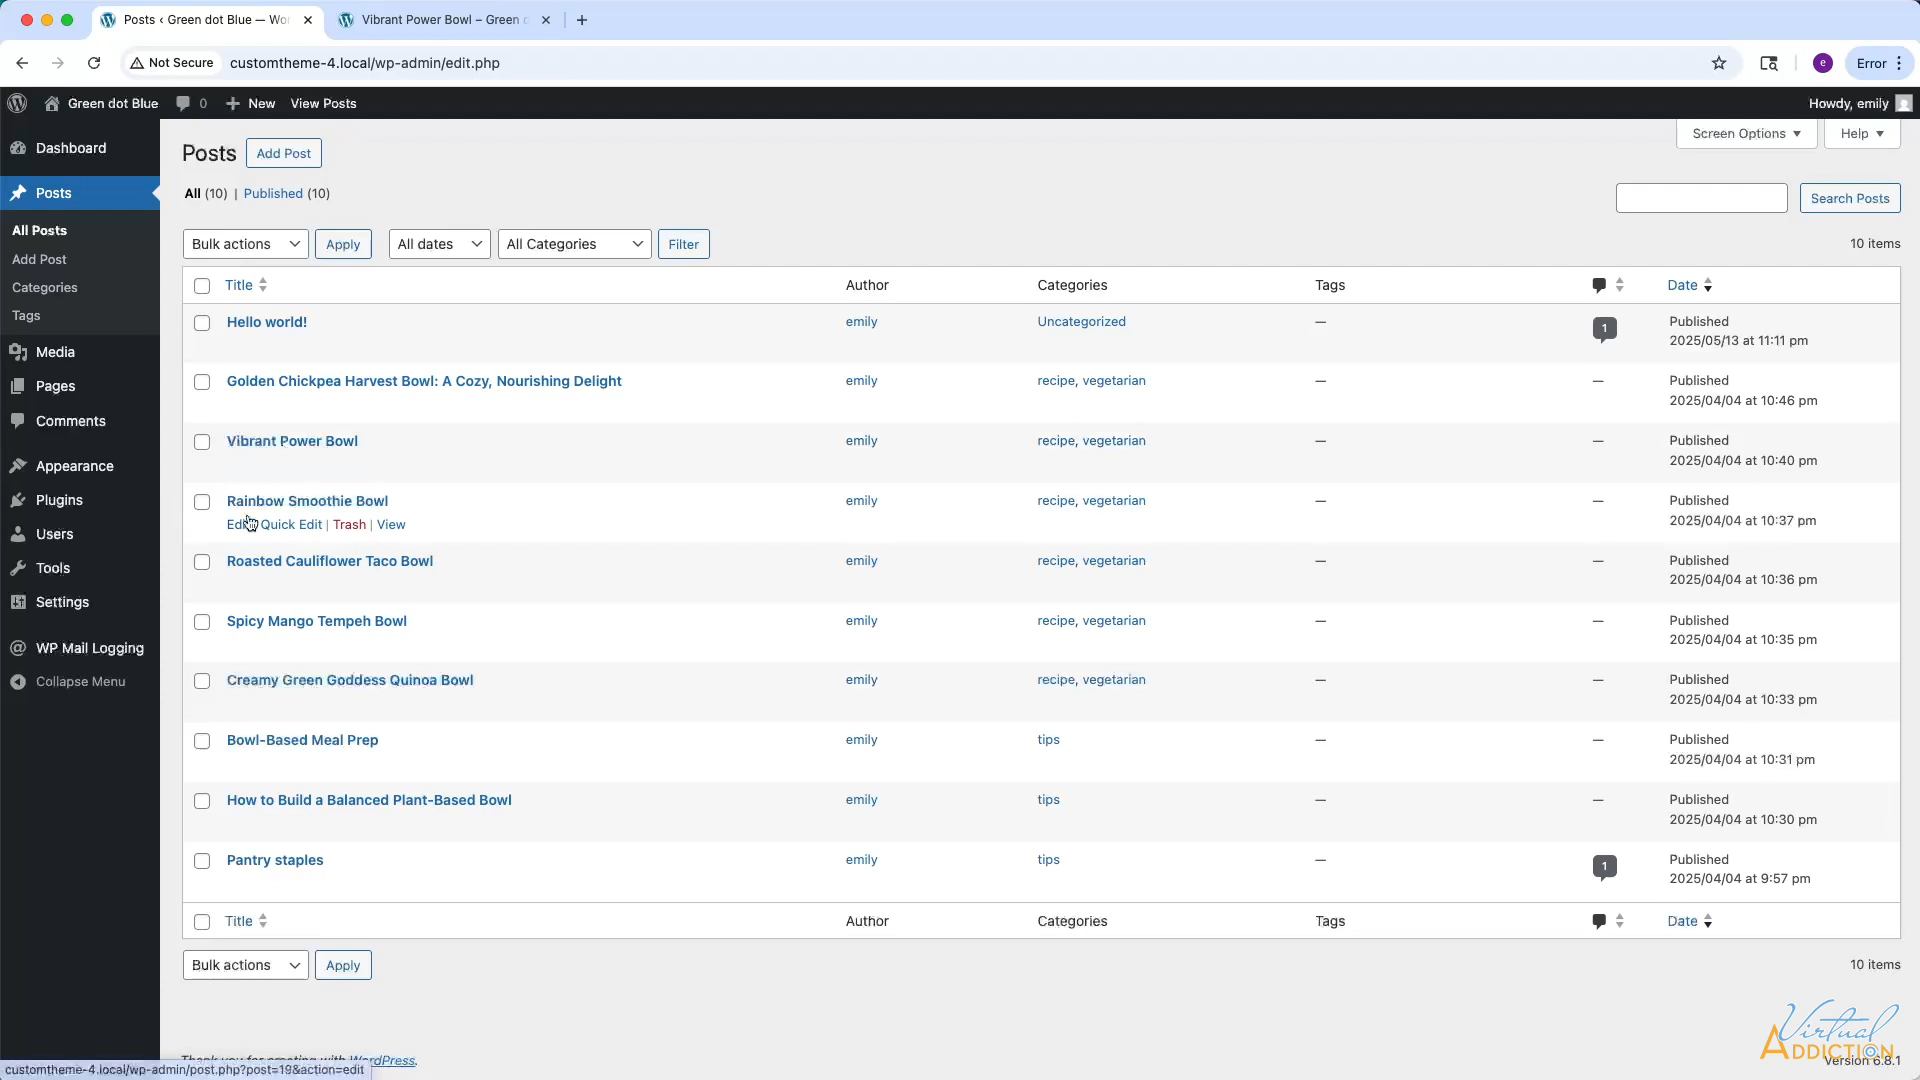 Posts ‹ Green dot Blue — Wor
Vibrant Power Bowl – Green d
Not Secure
customtheme-4.local/wp-admin/edit.php
e
Error
Green dot Blue
0
New
View Posts
Howdy, emily
Dashboard
Posts
All Posts
Add Post
Categories
Tags
Media
Pages
Comments
Appearance
Plugins
Users
Tools
Settings
WP Mail Logging
Collapse Menu
Screen Options
Help
Posts
Add Post
All (10) | Published (10)
Search Posts
Bulk actions
Apply
All dates
All Categories
Filter
10 items
Title Author Categories Tags Date
Hello world! emily Uncategorized — 1 Published
2025/05/13 at 11:11 pm
Golden Chickpea Harvest Bowl: A Cozy, Nourishing Delight emily recipe, vegetarian — — Published
2025/04/04 at 10:46 pm
Vibrant Power Bowl emily recipe, vegetarian — — Published
2025/04/04 at 10:40 pm
Rainbow Smoothie Bowl emily recipe, vegetarian — — Published
Edit Quick Edit | Trash | View 2025/04/04 at 10:37 pm
Roasted Cauliflower Taco Bowl emily recipe, vegetarian — — Published
2025/04/04 at 10:36 pm
Spicy Mango Tempeh Bowl emily recipe, vegetarian — — Published
2025/04/04 at 10:35 pm
Creamy Green Goddess Quinoa Bowl emily recipe, vegetarian — — Published
2025/04/04 at 10:33 pm
Bowl-Based Meal Prep emily tips — — Published
2025/04/04 at 10:31 pm
How to Build a Balanced Plant-Based Bowl emily tips — — Published
2025/04/04 at 10:30 pm
Pantry staples emily tips — 1 Published
2025/04/04 at 9:57 pm
Title Author Categories Tags Date
Bulk actions
Apply
10 items
Thank you for creating with WordPress.
Virtual
ADDICTION
Version 6.8.1
customtheme-4.local/wp-admin/post.php?post=19&action=edit